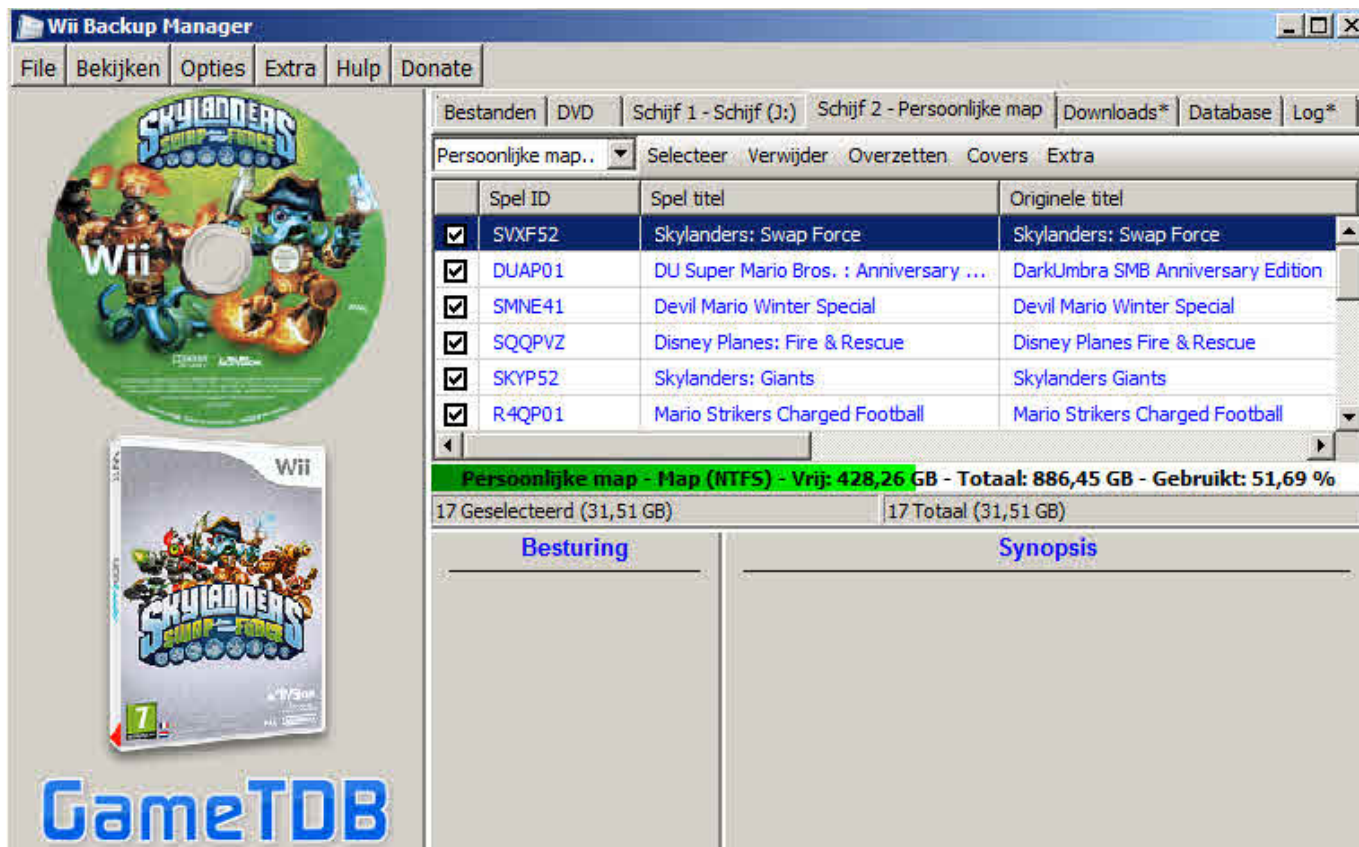 Wii Backup Manager
File Bekijken Opties Extra Hulp Donate
SKYLANDERS
SWAP FORCE
Wii
Bestanden DVD Schijf 1 - Schijf (J:) Schijf 2 - Persoonlijke map Downloads* Database Log*
Persoonlijke map.. Selecteer Verwijder Overzetten Covers Extra
Spel ID Spel titel Originele titel
SVXF52 Skylanders: Swap Force Skylanders: Swap Force
DUAP01 DU Super Mario Bros. : Anniversary ... DarkUmbra SMB Anniversary Edition
SMNE41 Devil Mario Winter Special Devil Mario Winter Special
SQQPVZ Disney Planes: Fire & Rescue Disney Planes Fire & Rescue
SKYP52 Skylanders: Giants Skylanders Giants
R4QP01 Mario Strikers Charged Football Mario Strikers Charged Football
Persoonlijke map - Map (NTFS) - Vrij: 428,26 GB - Totaal: 886,45 GB - Gebruikt: 51,69 %
17 Geselecteerd (31,51 GB) 17 Totaal (31,51 GB)
Besturing Synopsis
Wii
SKYLANDERS
SWAP FORCE
7
GameTDB